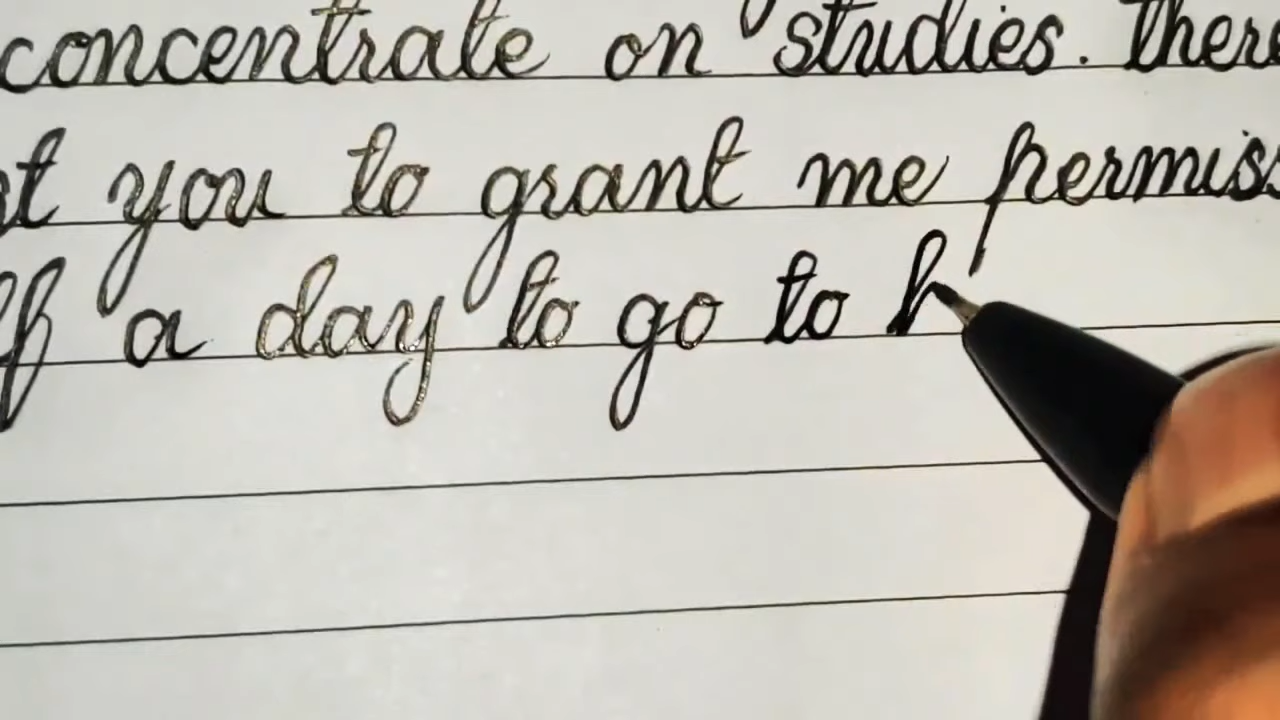 concentrate on studies. There
t you to grant me permiss
a day to go to h